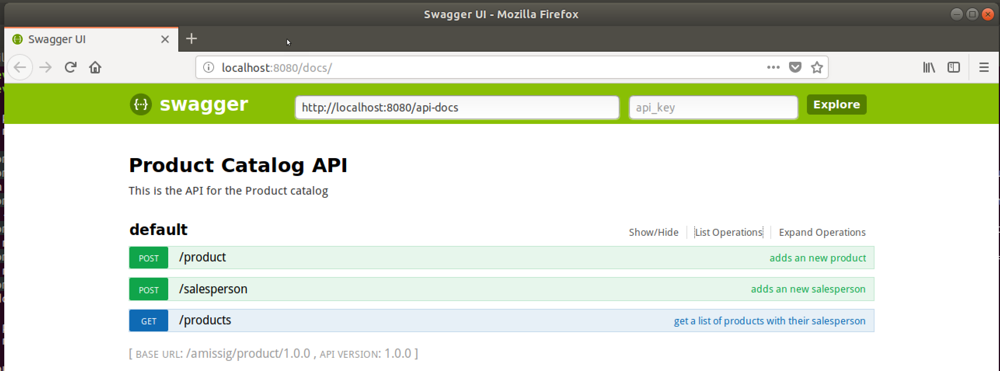 Swagger UI - Mozilla Firefox
Swagger UI
localhost:8080/docs/
swagger
http://localhost:8080/api-docs
api_key
Explore
Product Catalog API
This is the API for the Product catalog
default
Show/Hide
List Operations
Expand Operations
POST /product adds an new product
POST /salesperson adds an new salesperson
GET /products get a list of products with their salesperson
[ BASE URL: /amissig/product/1.0.0 , API VERSION: 1.0.0 ]